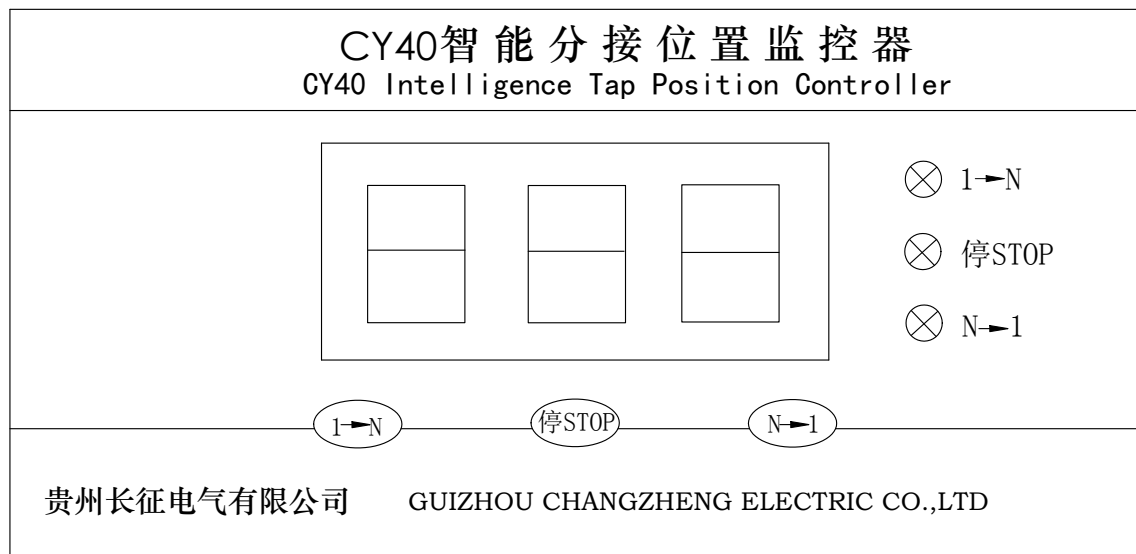 CY40智能分接位置监控器
CY40 Intelligence Tap Position Controller
1→N
停STOP
N→1
1→N
停STOP
N→1
贵州长征电气有限公司 GUIZHOU CHANGZHENG ELECTRIC CO.,LTD